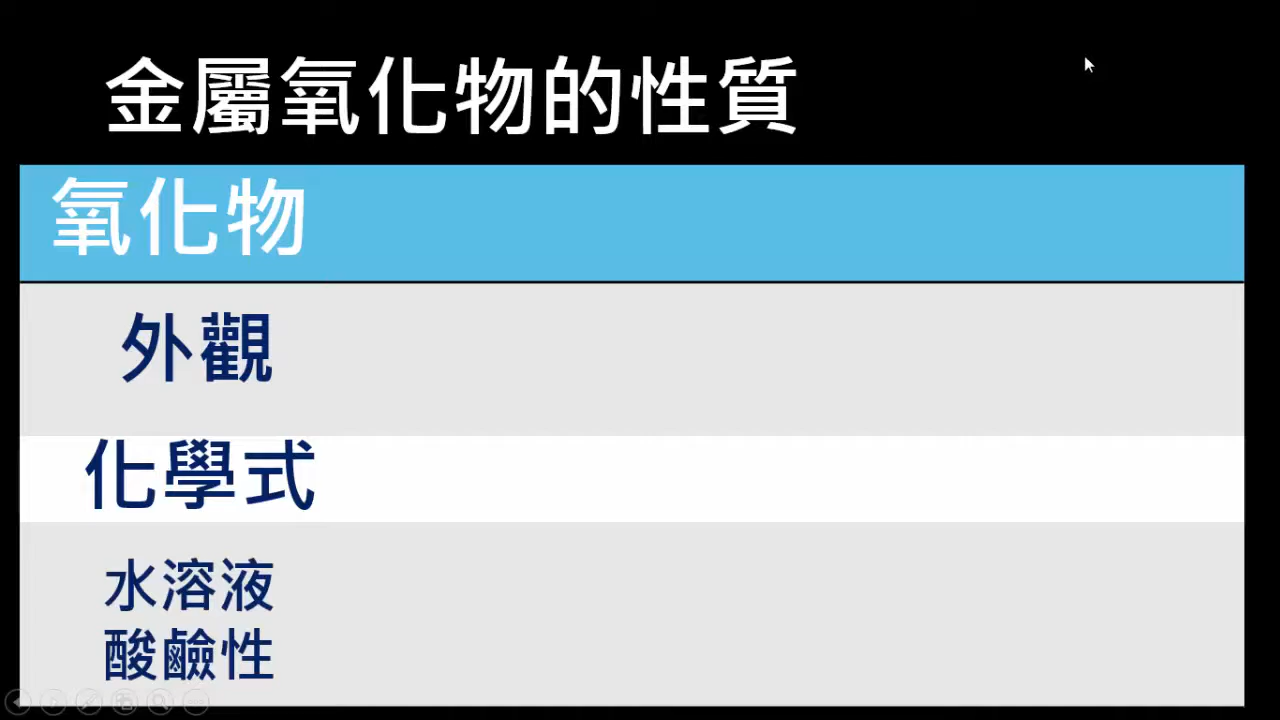 金屬氧化物的性質
氧化物
外觀
化學式
水溶液
酸鹼性